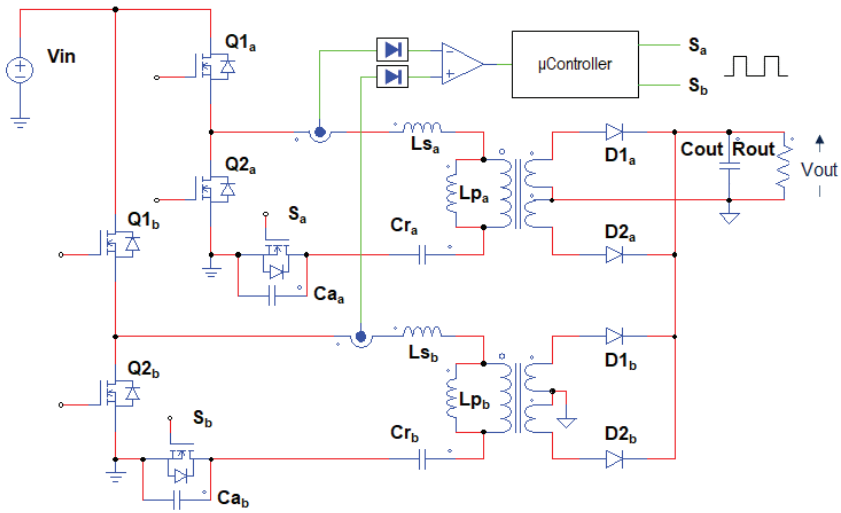 Q1a
Vin
µController
Sa
Sb
− +
Q2a
Lsa
D1a
Cout
Rout
Vout
Lpa
Q1b
Sa
Cra
D2a
Caa
Q2b
Lsb
D1b
Lpb
Sb
Crb
D2b
Cab